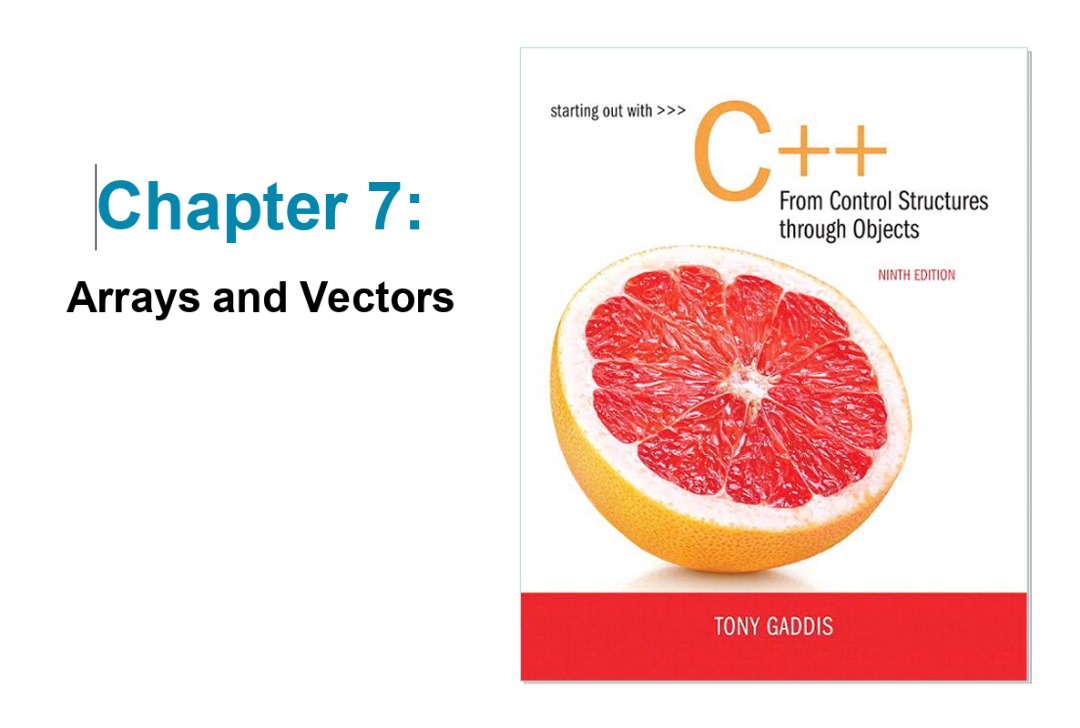 Chapter 7:
Arrays and Vectors
starting out with >>>
C++
From Control Structures
through Objects
NINTH EDITION
TONY GADDIS